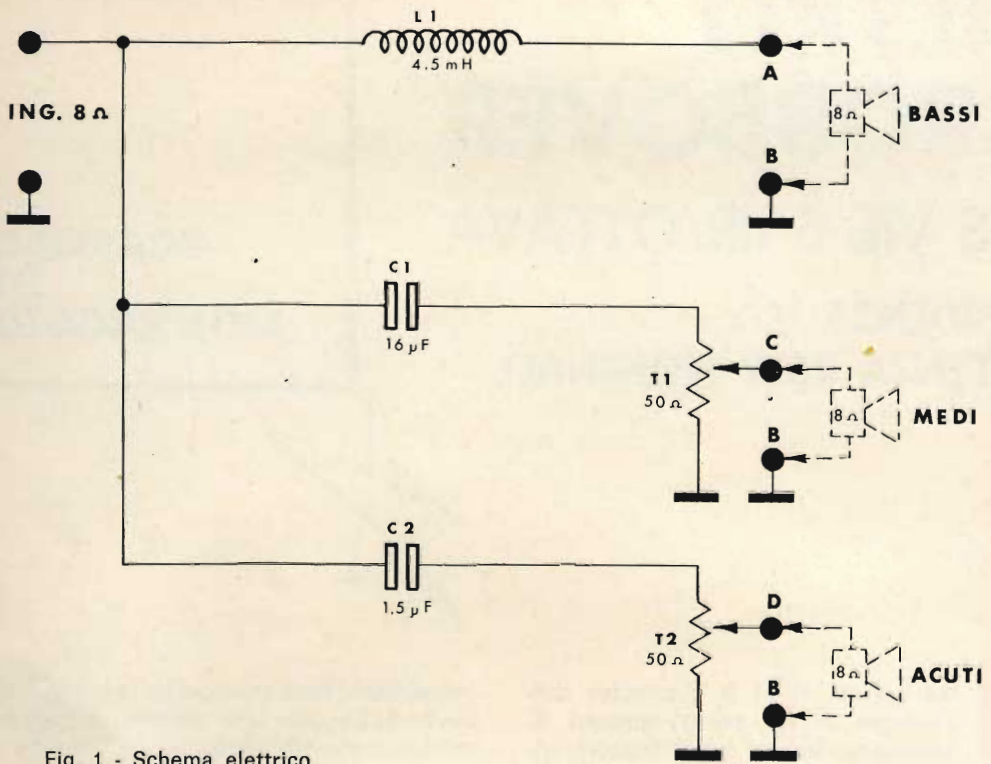 L 1
4.5 mH
A
ING. 8 Ω
8 Ω
BASSI
B
C 1
16 µF
C
T1
50 Ω
8 Ω
MEDI
B
C 2
1,5 µF
D
T2
50 Ω
8 Ω
ACUTI
B
Fig. 1 - Schema elettrico